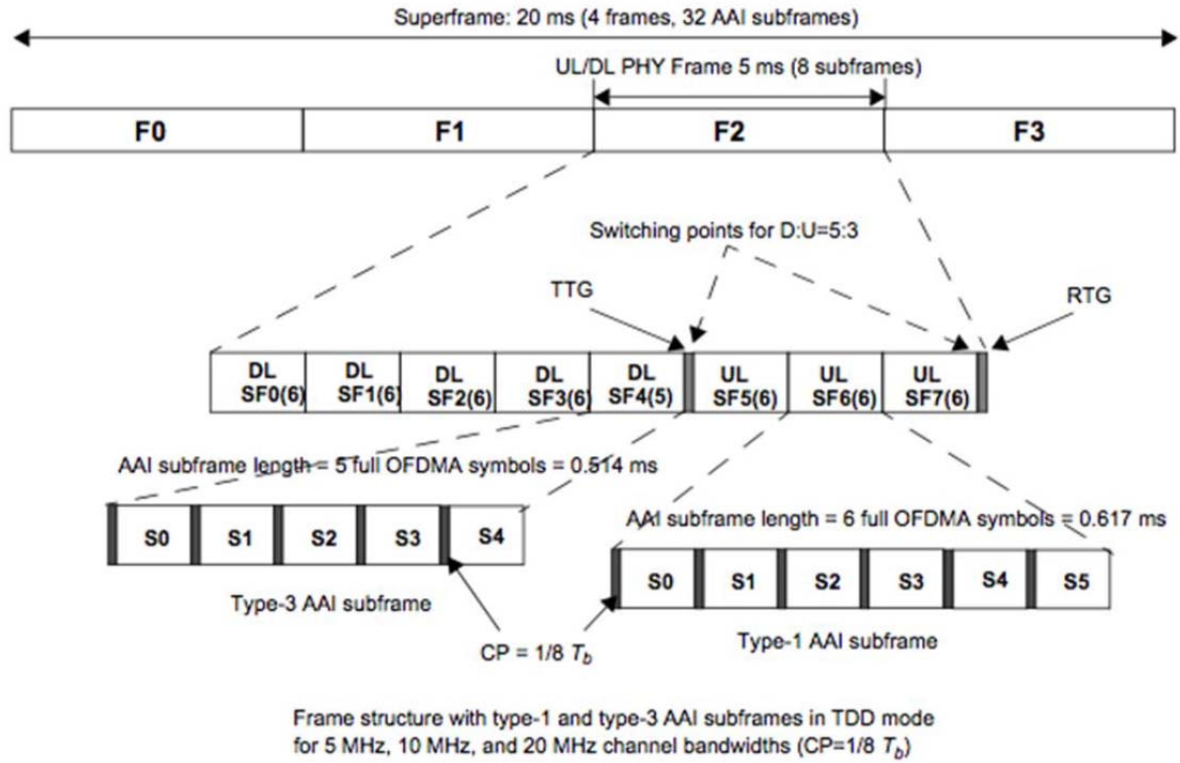 Superframe: 20 ms (4 frames, 32 AAI subframes)
UL/DL PHY Frame 5 ms (8 subframes)
F0 F1 F2 F3
Switching points for D:U=5:3
TTG
RTG
DL DL DL DL DL UL UL UL
SF0(6) SF1(6) SF2(6) SF3(6) SF4(5) SF5(6) SF6(6) SF7(6)
AAI subframe length = 5 full OFDMA symbols = 0.514 ms
AAI subframe length = 6 full OFDMA symbols = 0.617 ms
S0 S1 S2 S3 S4
S0 S1 S2 S3 S4 S5
Type-3 AAI subframe
Type-1 AAI subframe
CP = 1/8 Tb
Frame structure with type-1 and type-3 AAI subframes in TDD mode
for 5 MHz, 10 MHz, and 20 MHz channel bandwidths (CP=1/8 Tb)